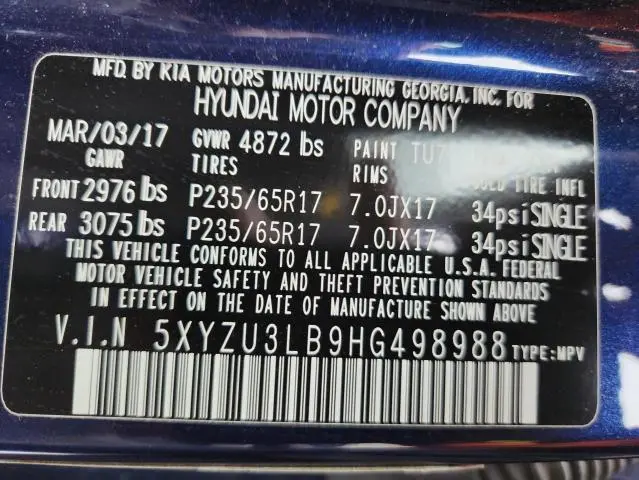 MFD. BY KIA MOTORS MANUFACTURING GEORGIA, INC. FOR
HYUNDAI MOTOR COMPANY
MAR/03/17 GVWR 4872 lbs PAINT
GAWR TIRES RIMS TIRE INFL
FRONT 2976 lbs P235/65R17 7.0JX17 34psi SINGLE
REAR 3075 lbs P235/65R17 7.0JX17 34psi SINGLE
THIS VEHICLE CONFORMS TO ALL APPLICABLE U.S.A. FEDERAL
MOTOR VEHICLE SAFETY AND THEFT PREVENTION STANDARDS
IN EFFECT ON THE DATE OF MANUFACTURE SHOWN ABOVE
V.I.N 5XYZU3LB9HG498988 TYPE:MPV